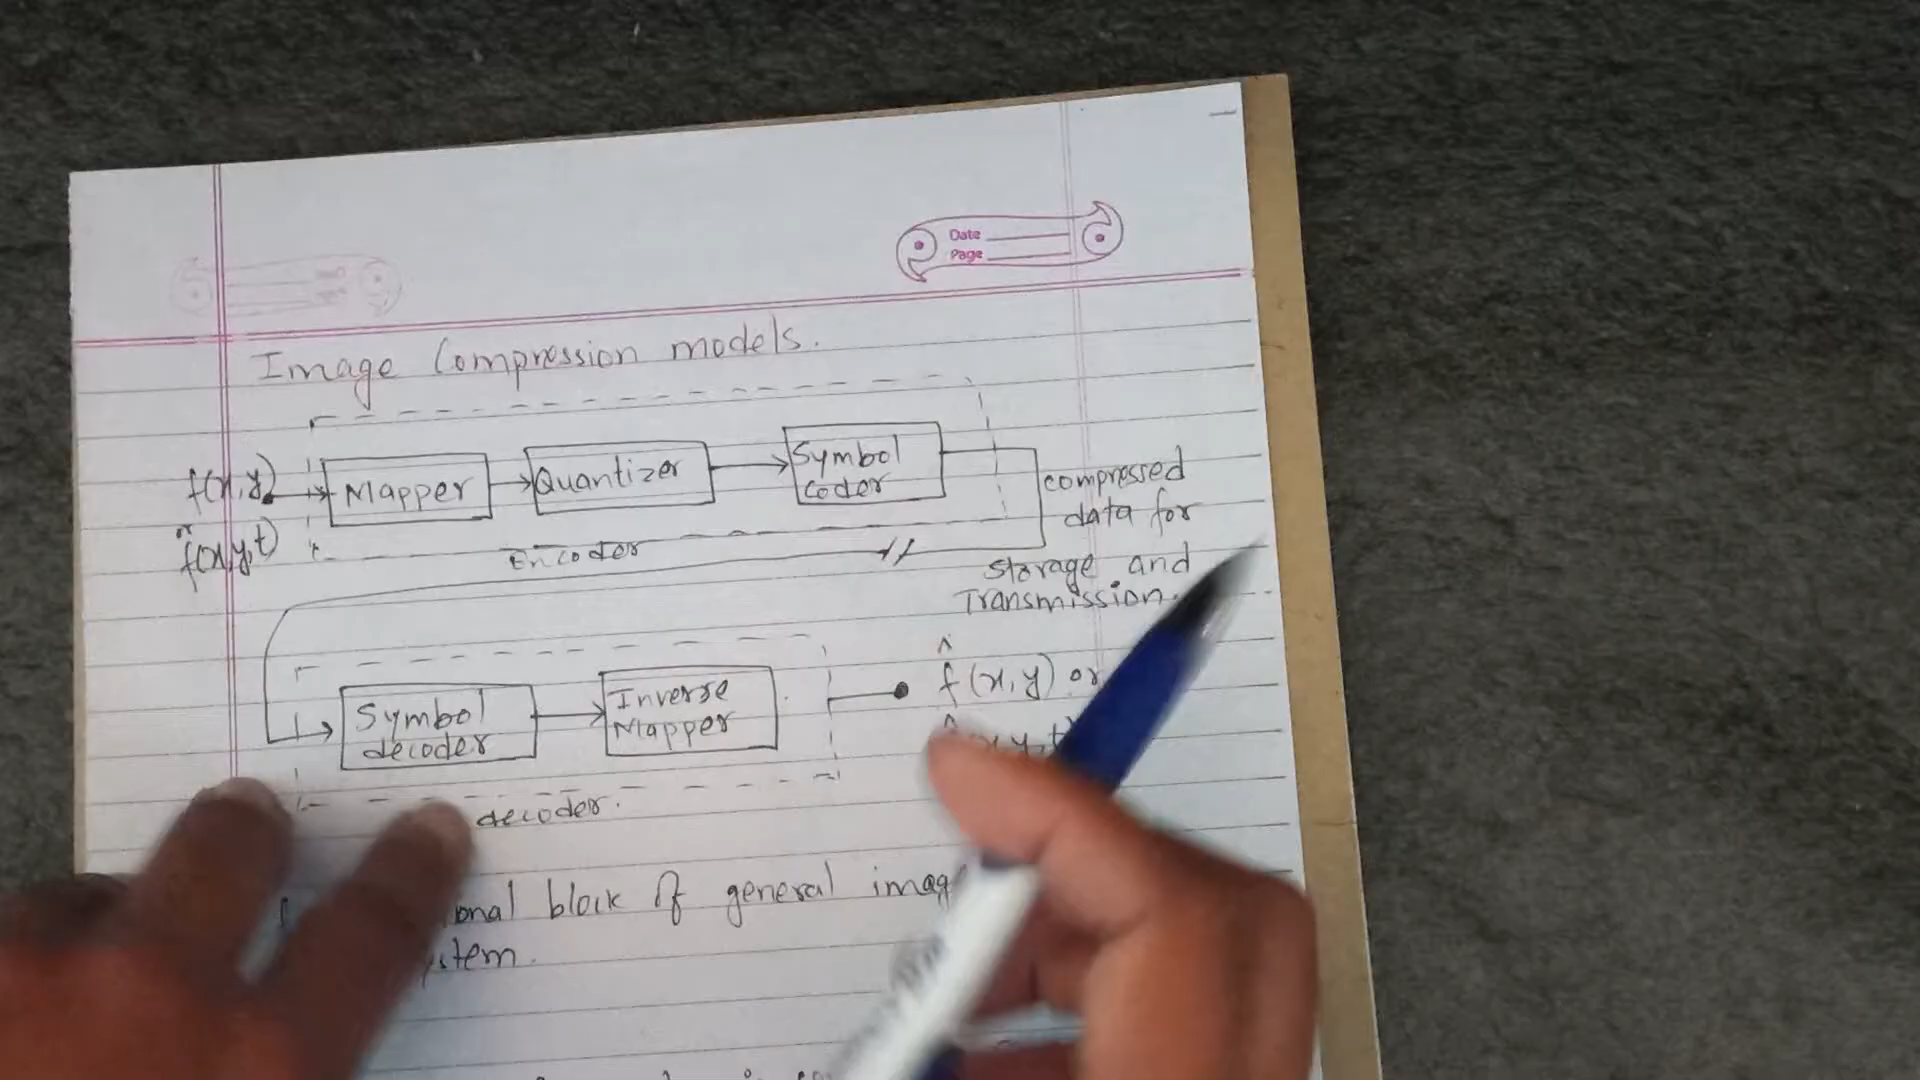 Date
Page
Image Compression models.
f(x,y)
or
f(x,y,t)
Mapper
Quantizer
Symbol
coder
compressed
data for
storage and
Transmission.
Encoder
Symbol
decoder
Inverse
Mapper
f̂(x,y) or
(x,y,t)
decoder.
block of general